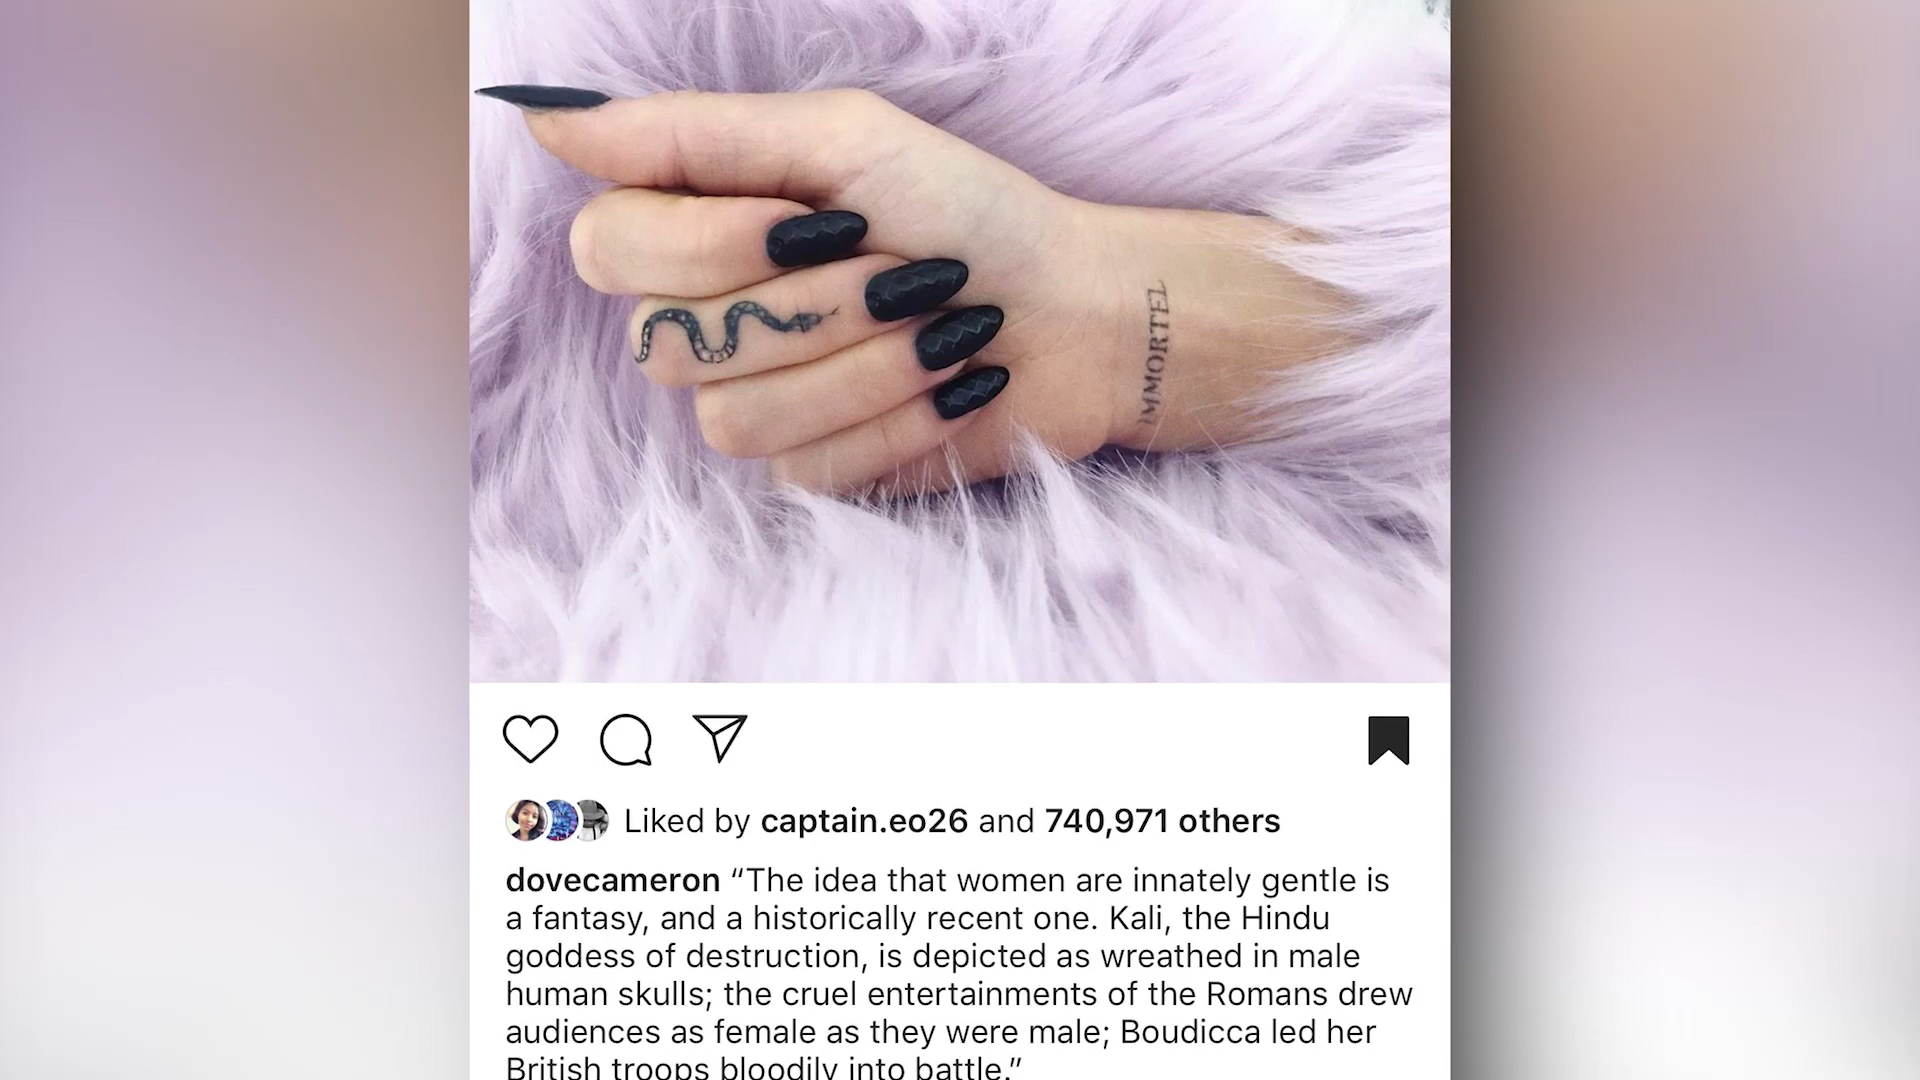 IMMORTEL
Liked by captain.eo26 and 740,971 others
dovecameron “The idea that women are innately gentle is
a fantasy, and a historically recent one. Kali, the Hindu
goddess of destruction, is depicted as wreathed in male
human skulls; the cruel entertainments of the Romans drew
audiences as female as they were male; Boudicca led her
British troops bloodily into battle.”